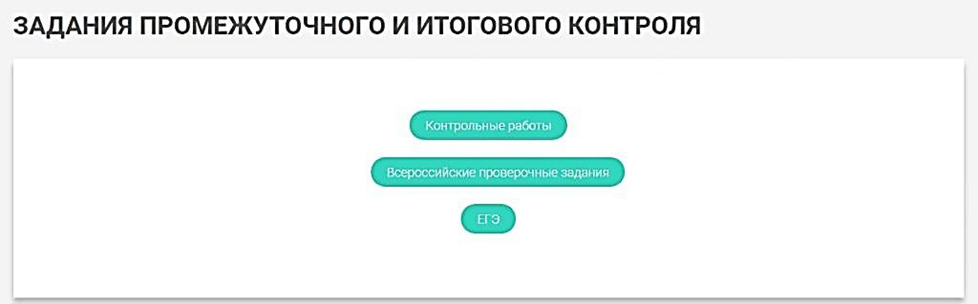 ЗАДАНИЯ ПРОМЕЖУТОЧНОГО И ИТОГОВОГО КОНТРОЛЯ
Контрольные работы
Всероссийские проверочные задания
ЕГЭ